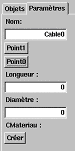 Objets Paramètres
Nom:
Cable0
Point1
Point0
Longueur :
0
Diamètre :
0
CMateriau :
Créer